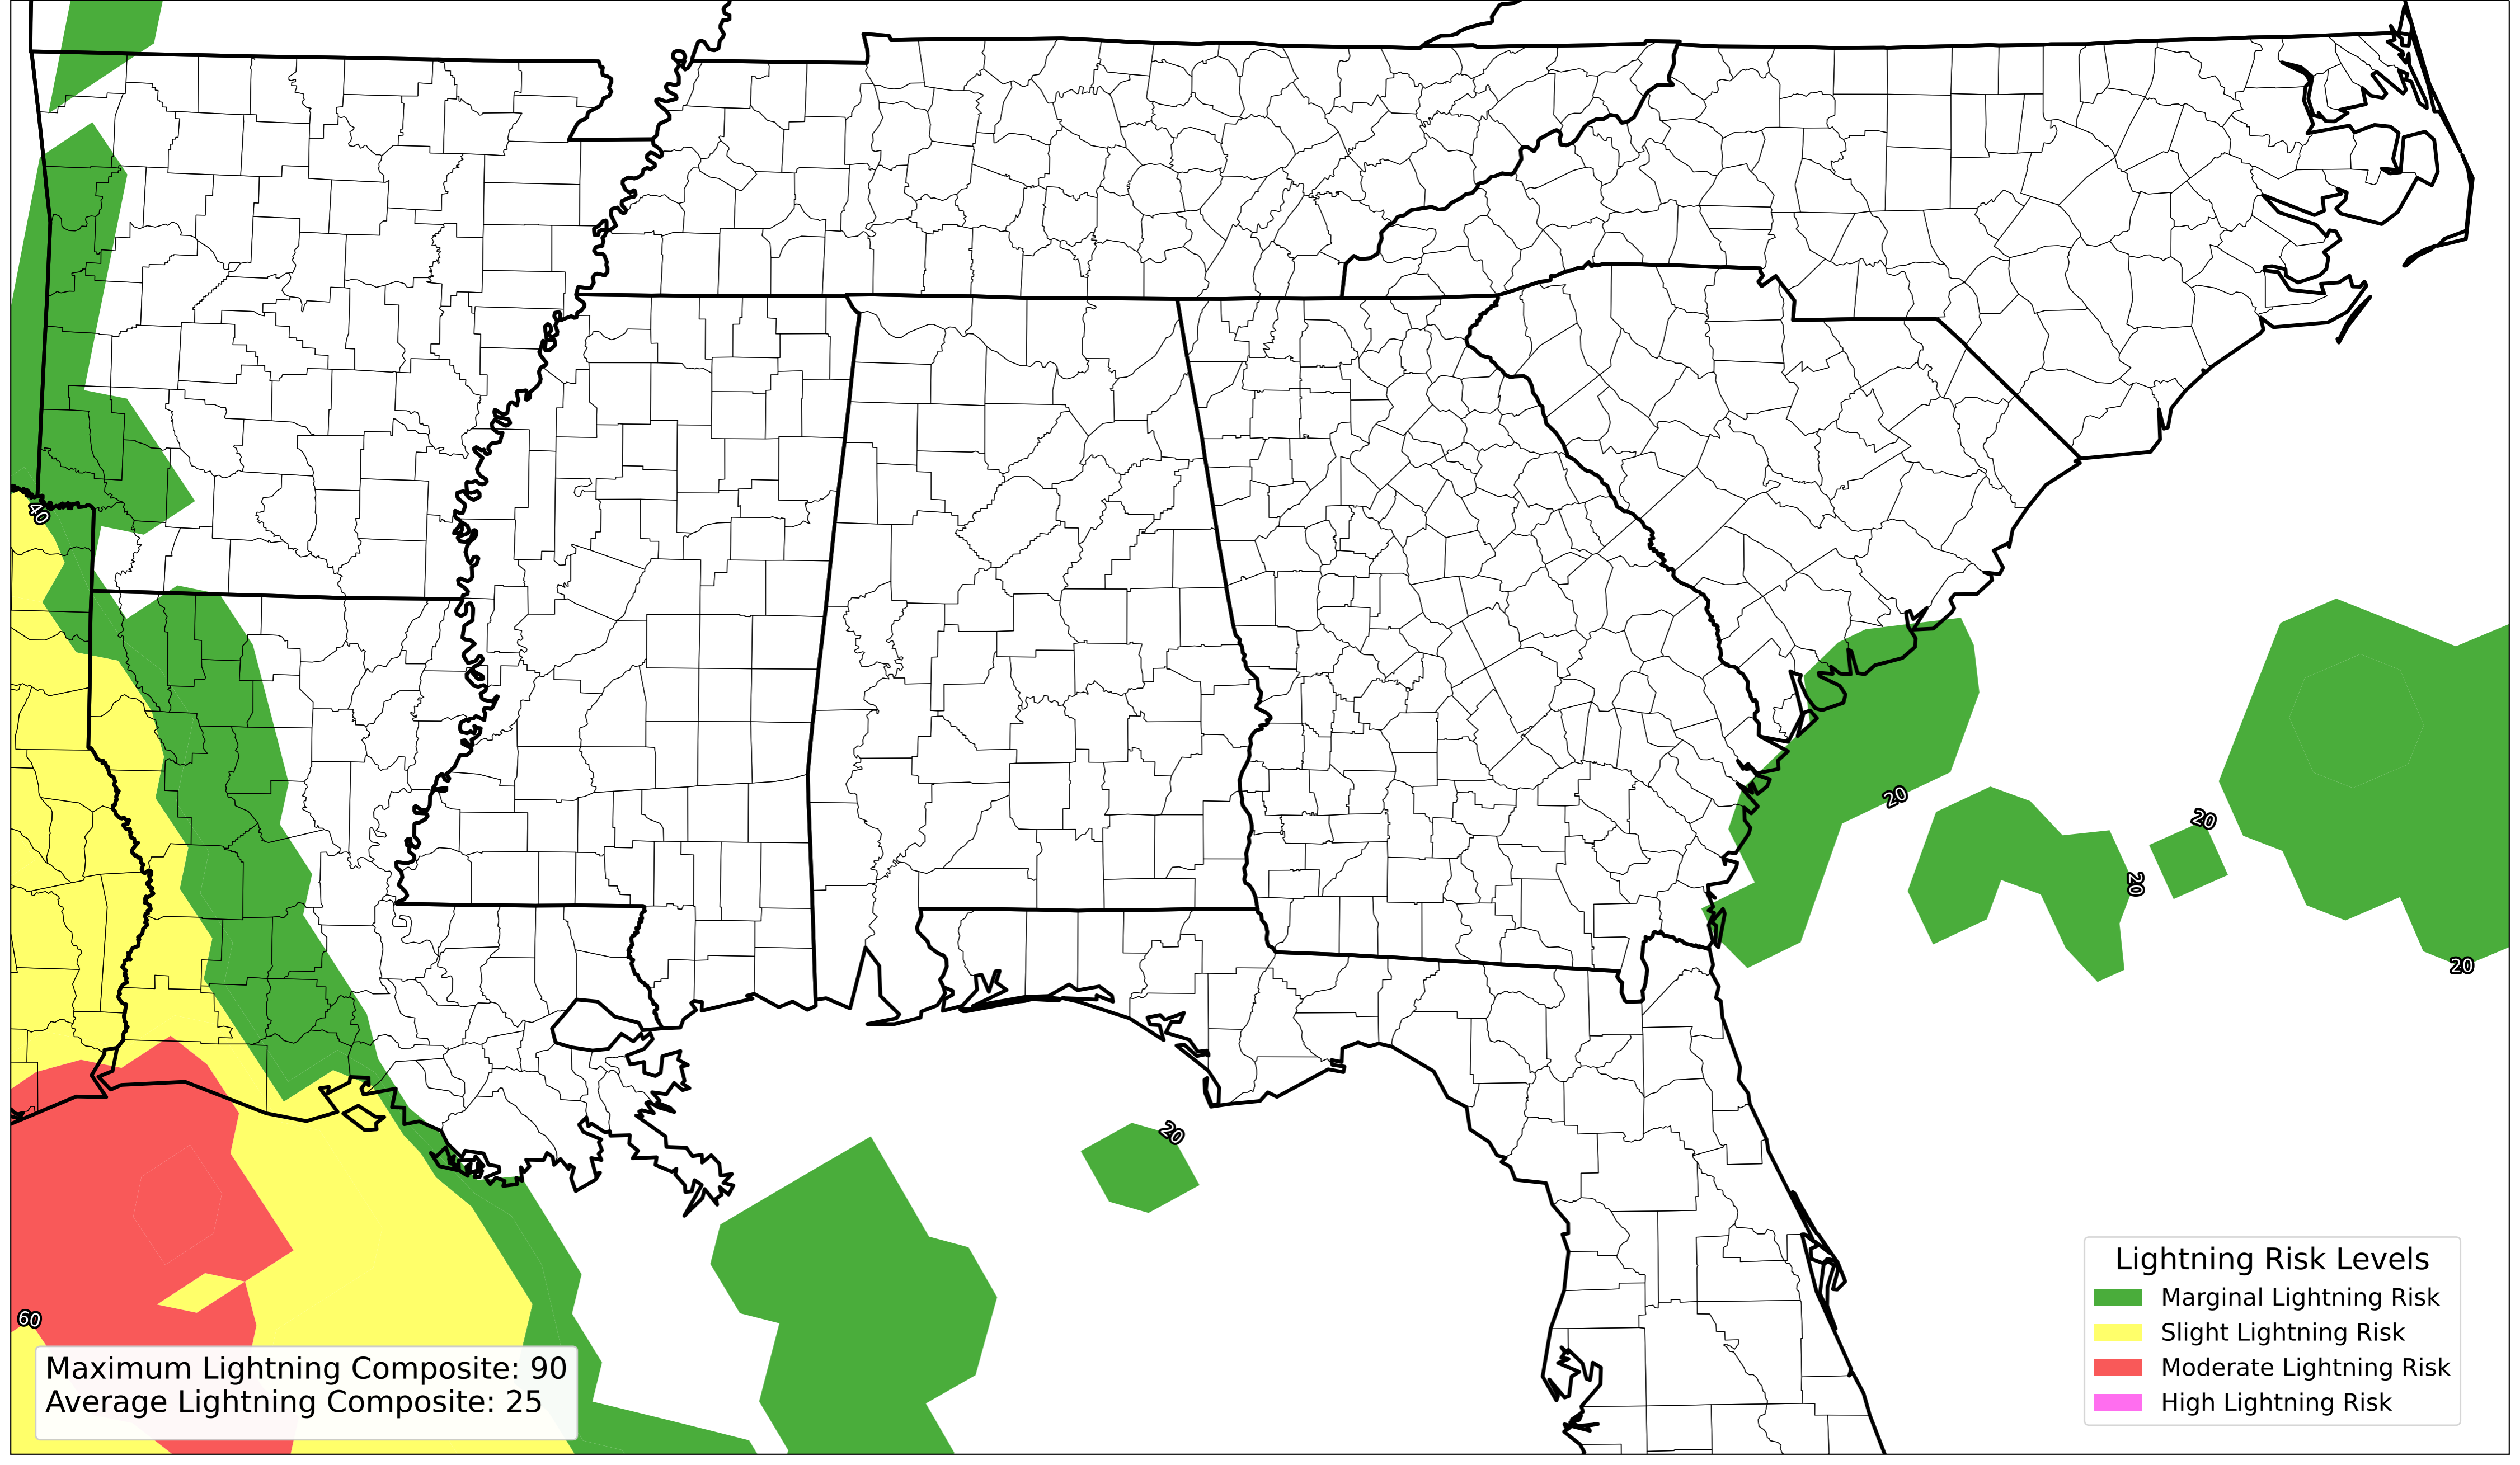 40
20
20
20
20
20
60
Maximum Lightning Composite: 90
Average Lightning Composite: 25
Lightning Risk Levels
Marginal Lightning Risk
Slight Lightning Risk
Moderate Lightning Risk
High Lightning Risk